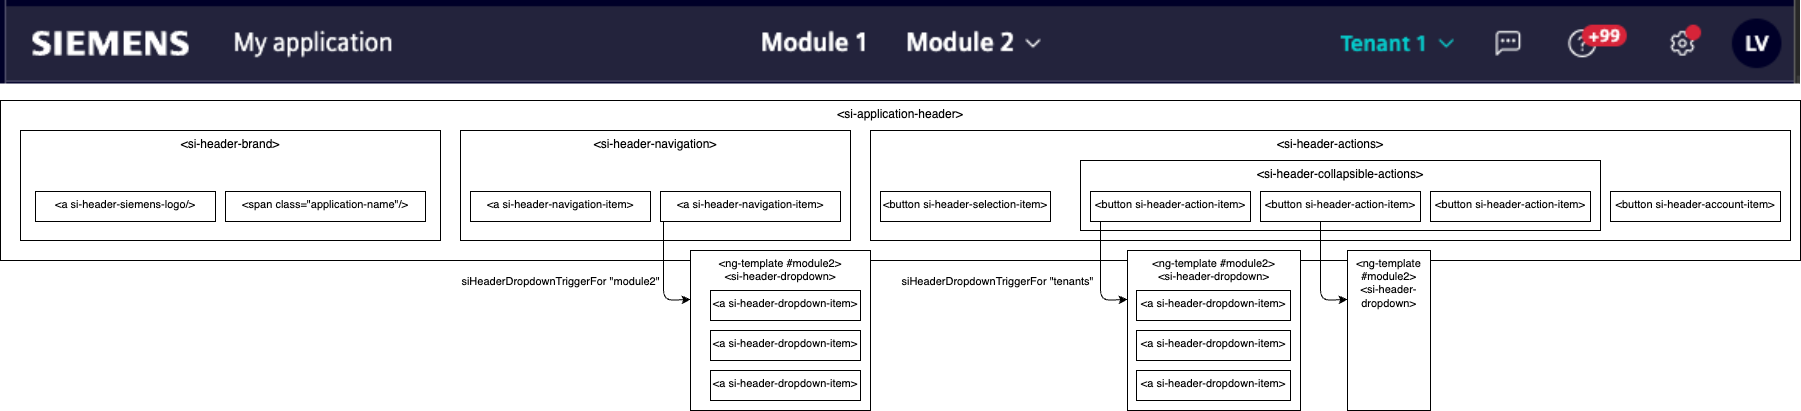 SIEMENS My application Module 1 Module 2 Tenant 1 +99 LV
<si-application-header>
<si-header-brand>
<a si-header-siemens-logo/>
<span class="application-name"/>
<si-header-navigation>
<a si-header-navigation-item>
<a si-header-navigation-item>
<si-header-actions>
<si-header-collapsible-actions>
<button si-header-selection-item>
<button si-header-action-item>
<button si-header-action-item>
<button si-header-action-item>
<button si-header-account-item>
siHeaderDropdownTriggerFor "module2"
<ng-template #module2>
<si-header-dropdown>
<a si-header-dropdown-item>
<a si-header-dropdown-item>
<a si-header-dropdown-item>
siHeaderDropdownTriggerFor "tenants"
<ng-template #module2>
<si-header-dropdown>
<a si-header-dropdown-item>
<a si-header-dropdown-item>
<a si-header-dropdown-item>
<ng-template
#module2>
<si-header-
dropdown>